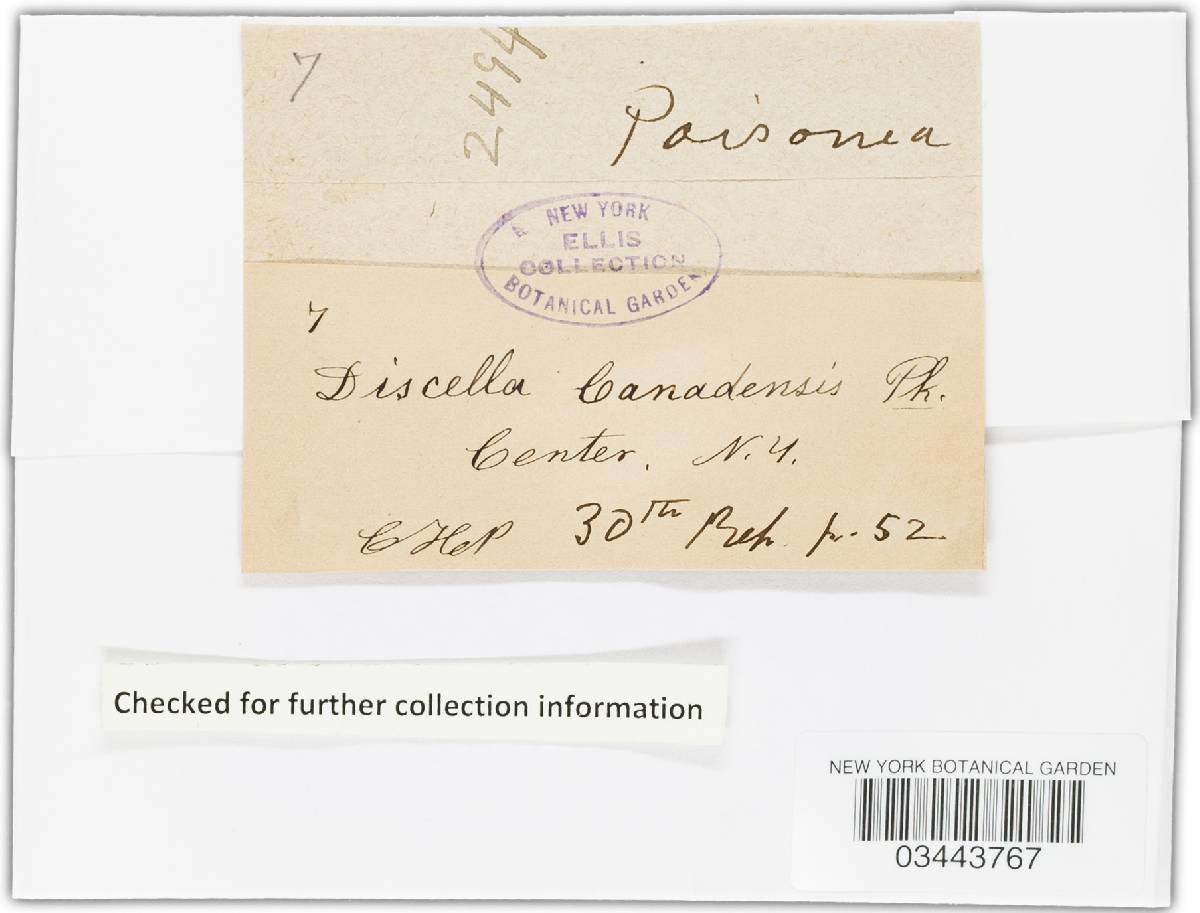 7
2494
Paisonea
NEW YORK
ELLIS
COLLECTION
BOTANICAL GARDEN
7
Discella Canadensis Pk.
Center, N.Y.
CHP 30th Rep. p. 52
Checked for further collection information
NEW YORK BOTANICAL GARDEN
03443767